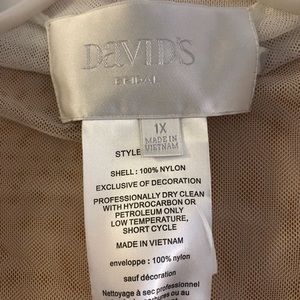 DAVID'S
BRIDAL
1X
MADE IN
VIETNAM
STYLE
SHELL : 100% NYLON
EXCLUSIVE OF DECORATION
PROFESSIONALLY DRY CLEAN
WITH HYDROCARBON OR
PETROLEUM ONLY
LOW TEMPERATURE,
SHORT CYCLE
MADE IN VIETNAM
enveloppe : 100% nylon
sauf décoration
Nettoyage à sec professionnel